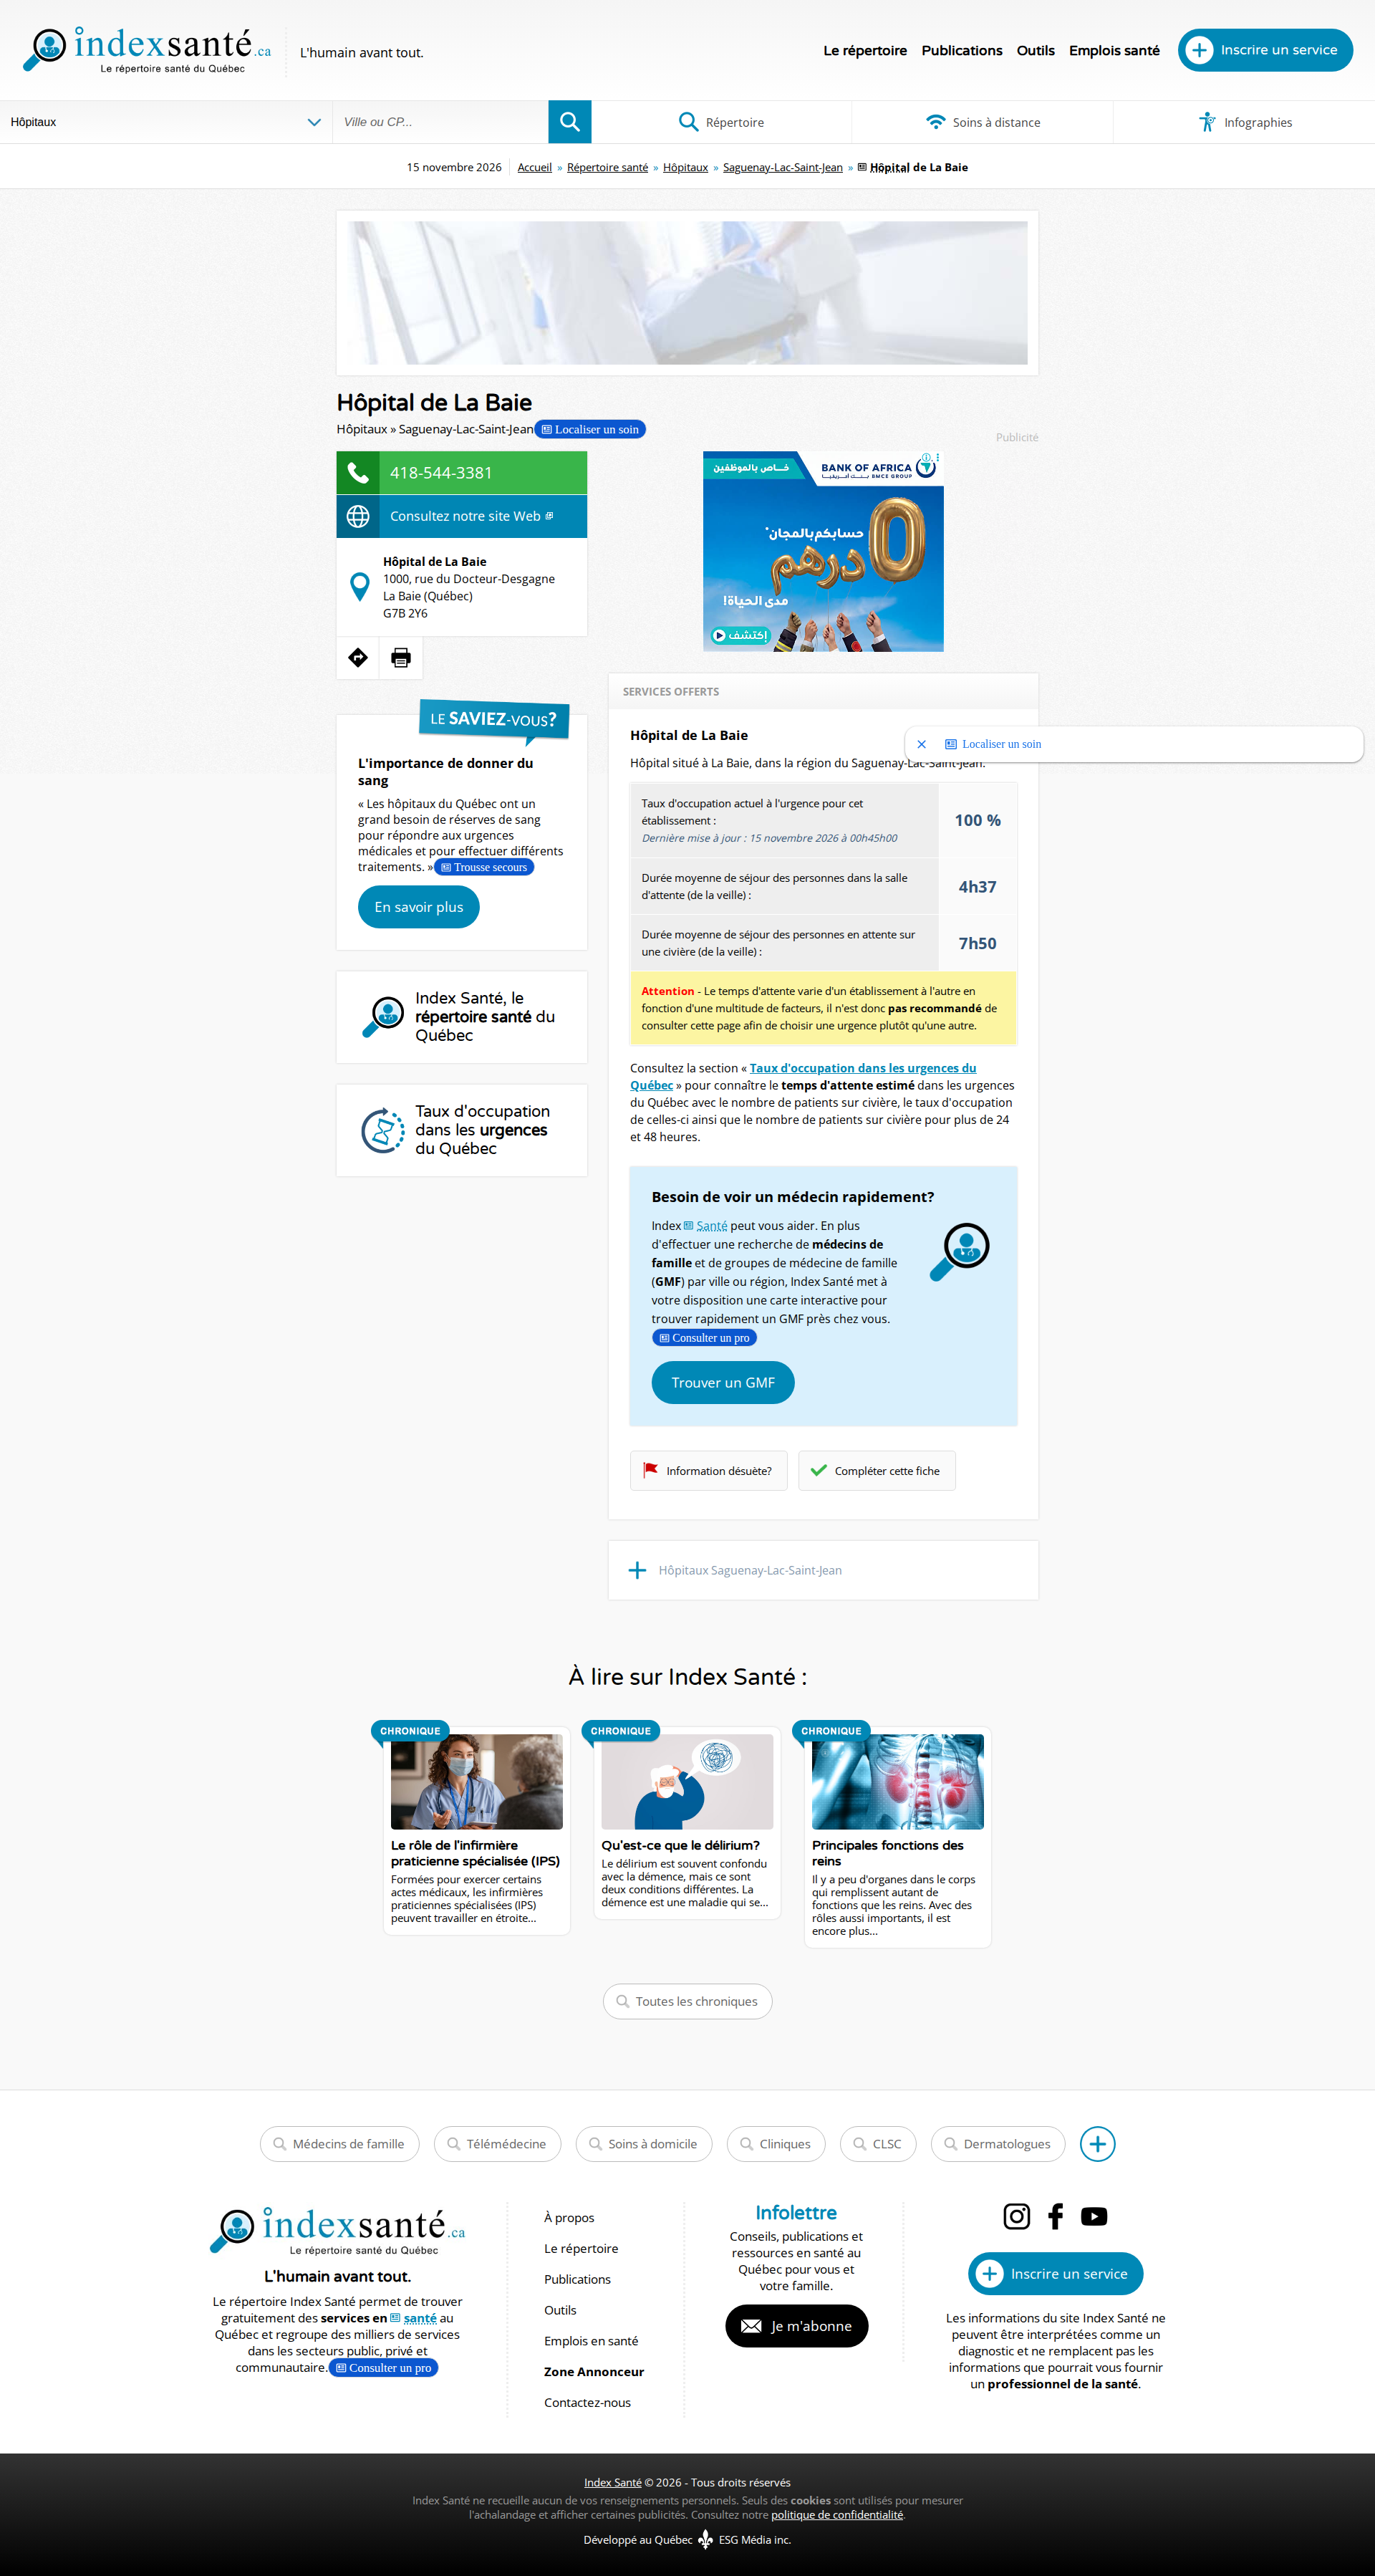 indexsanté.ca
Le répertoire santé du Québec
L'humain avant tout.
Le répertoire
Publications
Outils
Emplois santé
Inscrire un service
Hôpitaux
Ville ou CP...
Répertoire
Soins à distance
Infographies
15 novembre 2026
Accueil » Répertoire santé » Hôpitaux » Saguenay-Lac-Saint-Jean » Hôpital de La Baie
Hôpital de La Baie
Hôpitaux » Saguenay-Lac-Saint-Jean Localiser un soin
Publicité
418-544-3381
Consultez notre site Web
Hôpital de La Baie
1000, rue du Docteur-Desgagne
La Baie (Québec)
G7B 2Y6
خاص بالموظفين
BANK OF AFRICA
BMCE GROUP بنك أفريقيا
حسابكم بالمجان*
0 درهم
مدى الحياة!
إكتشف
LE SAVIEZ-VOUS?
L'importance de donner du
sang
« Les hôpitaux du Québec ont un
grand besoin de réserves de sang
pour répondre aux urgences
médicales et pour effectuer différents
traitements. » Trousse secours
En savoir plus
Index Santé, le
répertoire santé du
Québec
Taux d'occupation
dans les urgences
du Québec
SERVICES OFFERTS
Hôpital de La Baie
Localiser un soin
Hôpital situé à La Baie, dans la région du Saguenay-Lac-Saint-Jean.
Taux d'occupation actuel à l'urgence pour cet
établissement :
Dernière mise à jour : 15 novembre 2026 à 00h45h00
100 %
Durée moyenne de séjour des personnes dans la salle
d'attente (de la veille) :
4h37
Durée moyenne de séjour des personnes en attente sur
une civière (de la veille) :
7h50
Attention - Le temps d'attente varie d'un établissement à l'autre en
fonction d'une multitude de facteurs, il n'est donc pas recommandé de
consulter cette page afin de choisir une urgence plutôt qu'une autre.
Consultez la section « Taux d'occupation dans les urgences du
Québec » pour connaître le temps d'attente estimé dans les urgences
du Québec avec le nombre de patients sur civière, le taux d'occupation
de celles-ci ainsi que le nombre de patients sur civière pour plus de 24
et 48 heures.
Besoin de voir un médecin rapidement?
Index Santé peut vous aider. En plus
d'effectuer une recherche de médecins de
famille et de groupes de médecine de famille
(GMF) par ville ou région, Index Santé met à
votre disposition une carte interactive pour
trouver rapidement un GMF près chez vous.
Consulter un pro
Trouver un GMF
Information désuète?
Compléter cette fiche
Hôpitaux Saguenay-Lac-Saint-Jean
À lire sur Index Santé :
CHRONIQUE
Le rôle de l'infirmière
praticienne spécialisée (IPS)
Formées pour exercer certains
actes médicaux, les infirmières
praticiennes spécialisées (IPS)
peuvent travailler en étroite...
CHRONIQUE
Qu'est-ce que le délirium?
Le délirium est souvent confondu
avec la démence, mais ce sont
deux conditions différentes. La
démence est une maladie qui se...
CHRONIQUE
Principales fonctions des
reins
Il y a peu d'organes dans le corps
qui remplissent autant de
fonctions que les reins. Avec des
rôles aussi importants, il est
encore plus...
Toutes les chroniques
Médecins de famille
Télémédecine
Soins à domicile
Cliniques
CLSC
Dermatologues
indexsanté.ca
Le répertoire santé du Québec
L'humain avant tout.
Le répertoire Index Santé permet de trouver
gratuitement des services en santé au
Québec et regroupe des milliers de services
dans les secteurs public, privé et
communautaire. Consulter un pro
À propos
Le répertoire
Publications
Outils
Emplois en santé
Zone Annonceur
Contactez-nous
Infolettre
Conseils, publications et
ressources en santé au
Québec pour vous et
votre famille.
Je m'abonne
Inscrire un service
Les informations du site Index Santé ne
peuvent être interprétées comme un
diagnostic et ne remplacent pas les
informations que pourrait vous fournir
un professionnel de la santé.
Index Santé © 2026 - Tous droits réservés
Index Santé ne recueille aucun de vos renseignements personnels. Seuls des cookies sont utilisés pour mesurer
l'achalandage et afficher certaines publicités. Consultez notre politique de confidentialité.
Développé au Québec ESG Média inc.